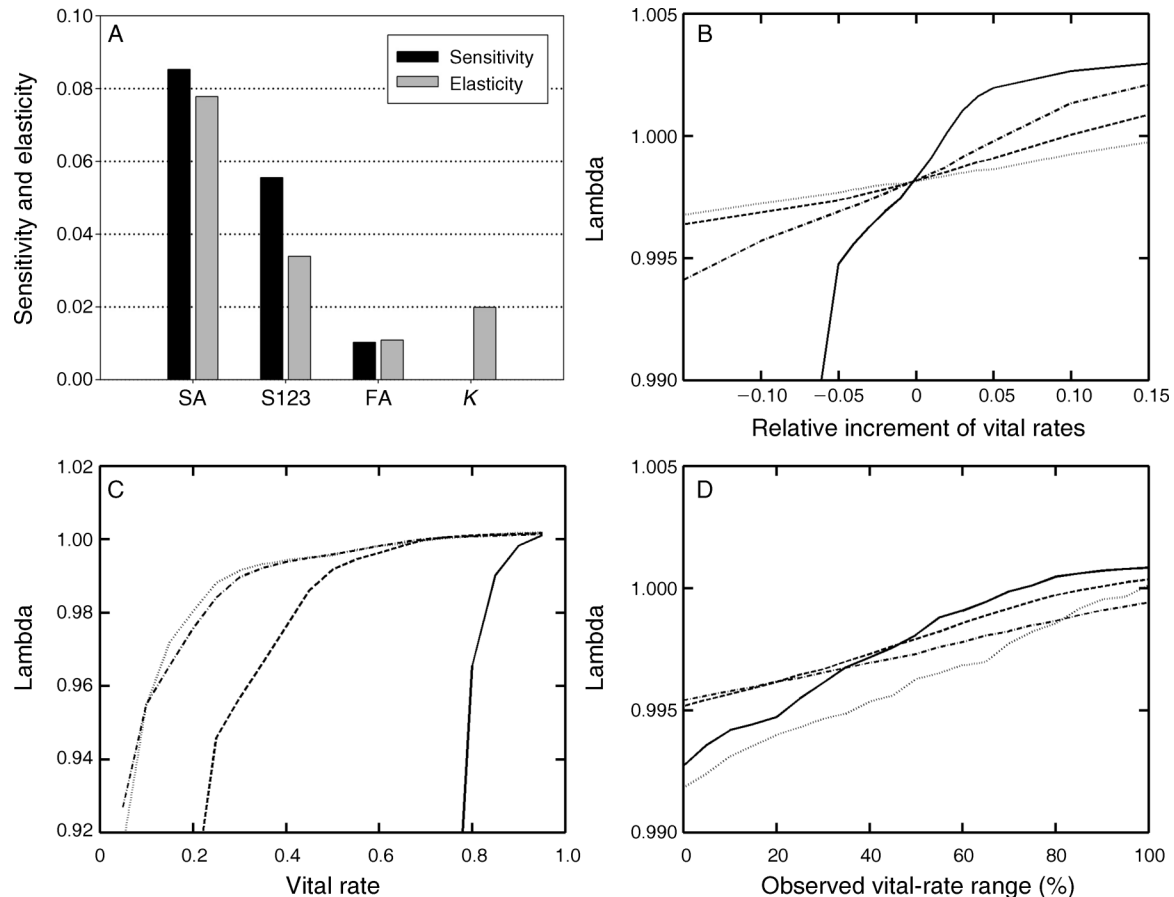 A
Sensitivity and elasticity
0.10
0.08
0.06
0.04
0.02
0.00
Sensitivity
Elasticity
SA S123 FA K
B
Lambda
1.005
1.000
0.995
0.990
−0.10 −0.05 0 0.05 0.10 0.15
Relative increment of vital rates
C
Lambda
1.02
1.00
0.98
0.96
0.94
0.92
0 0.2 0.4 0.6 0.8 1.0
Vital rate
D
Lambda
1.005
1.000
0.995
0.990
0 20 40 60 80 100
Observed vital-rate range (%)